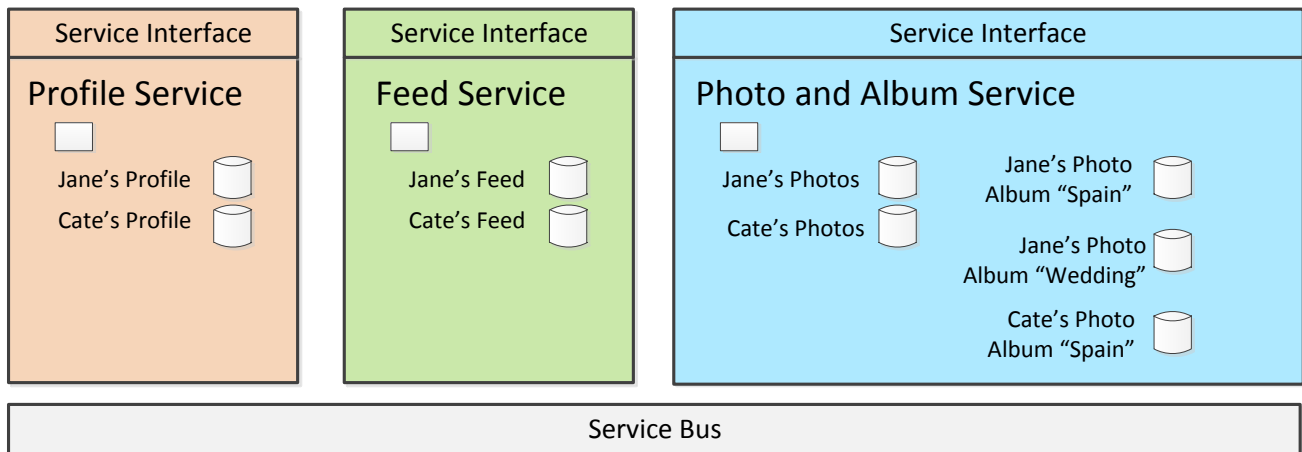 Service Interface
Profile Service
Jane's Profile
Cate's Profile
Service Interface
Feed Service
Jane's Feed
Cate's Feed
Service Interface
Photo and Album Service
Jane's Photos
Cate's Photos
Jane's Photo
Album “Spain”
Jane's Photo
Album “Wedding”
Cate's Photo
Album “Spain”
Service Bus